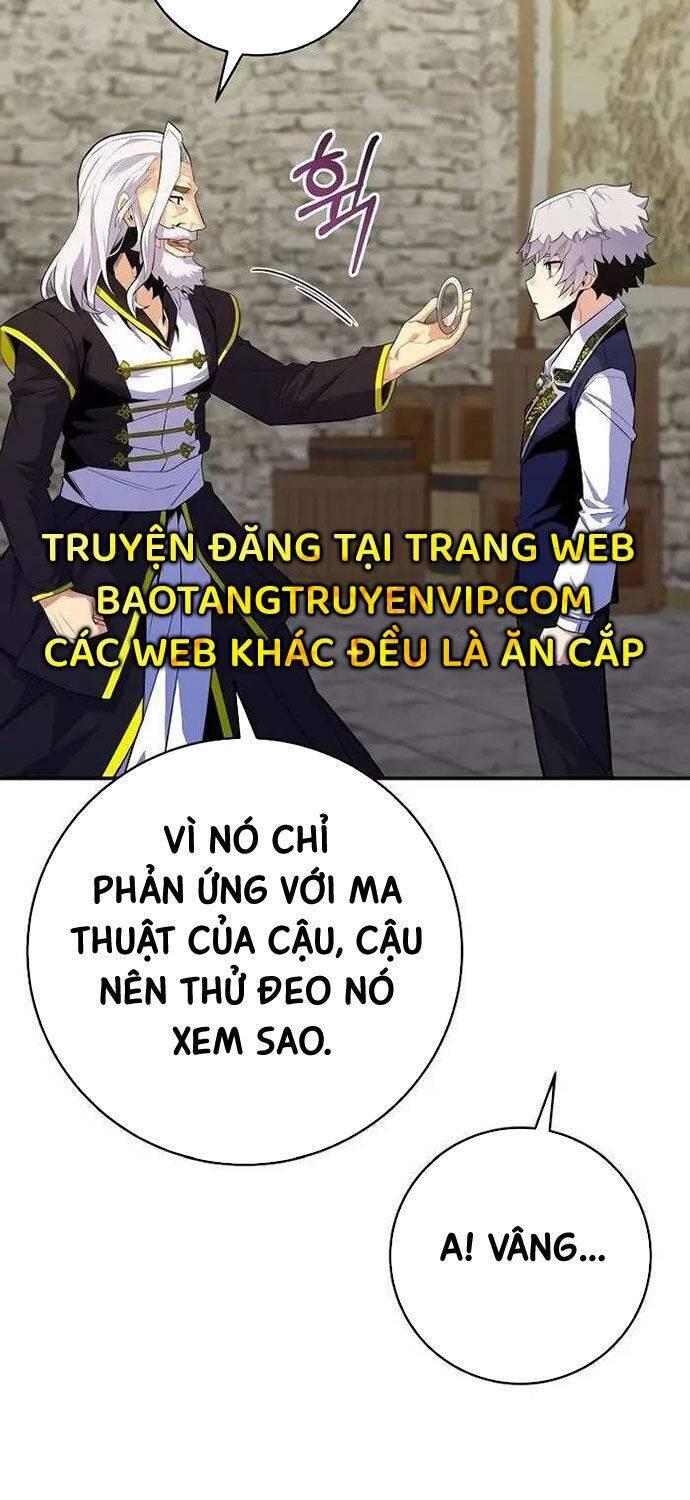 휙
TRUYỆN ĐĂNG TẠI TRANG WEB
BAOTANGTRUYENVIP.COM
CÁC WEB KHÁC ĐỀU LÀ ĂN CẮP
VÌ NÓ CHỈ
PHẢN ỨNG VỚI MA
THUẬT CỦA CẬU, CẬU
NÊN THỬ ĐEO NÓ
XEM SAO.
A! VÂNG...